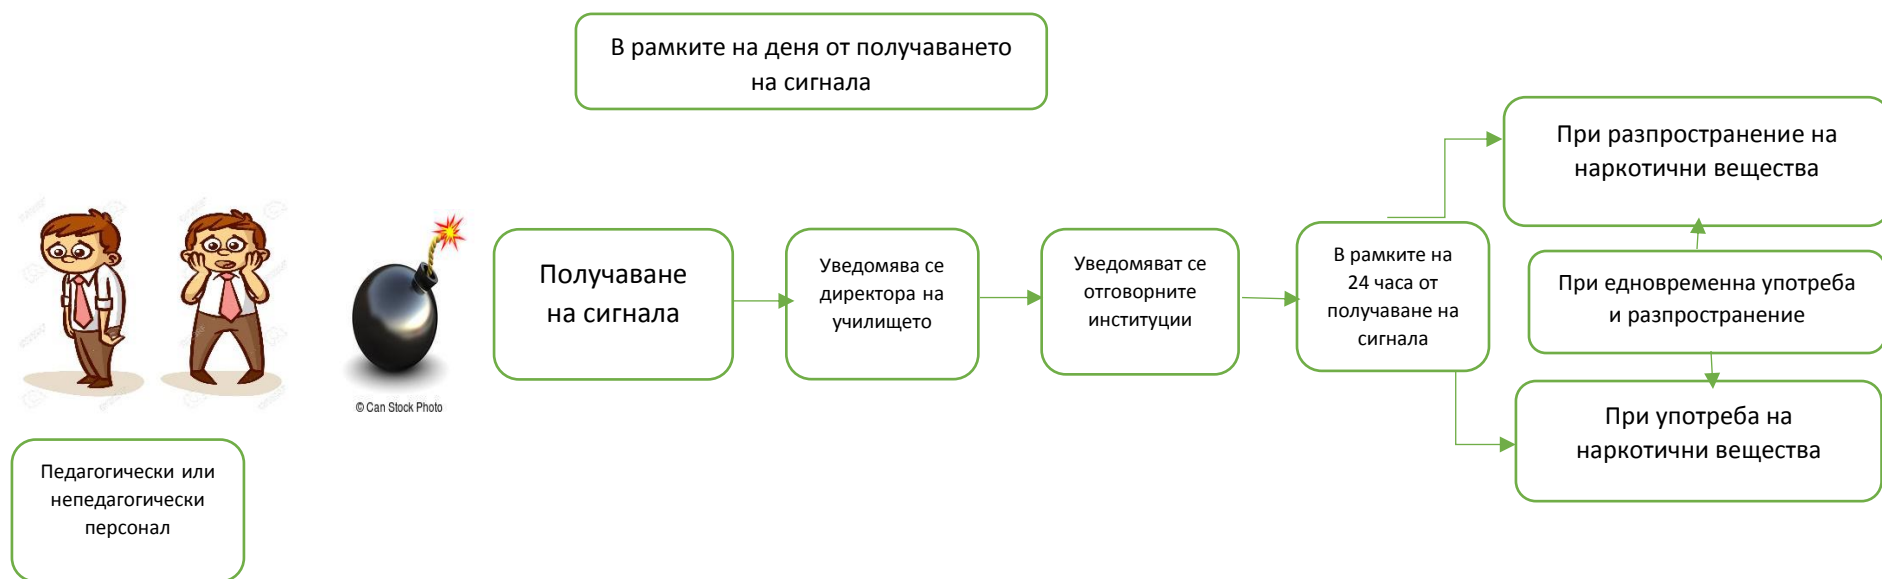 В рамките на деня от получаването
на сигнала
При разпространение на
наркотични вещества
Получаване
на сигнала
Уведомява се
директора на
училището
Уведомяват се
отговорните
институции
В рамките на
24 часа от
получаване на
сигнала
При едновременна употреба
и разпространение
При употреба на
наркотични вещества
© Can Stock Photo
Педагогически или
непедагогически
персонал